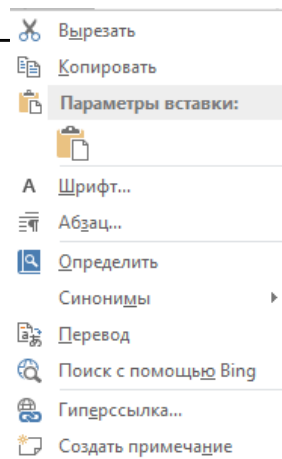 Вырезать
Копировать
Параметры вставки:
Шрифт...
Абзац...
Определить
Синонимы
Перевод
Поиск с помощью Bing
Гиперссылка...
Создать примечание